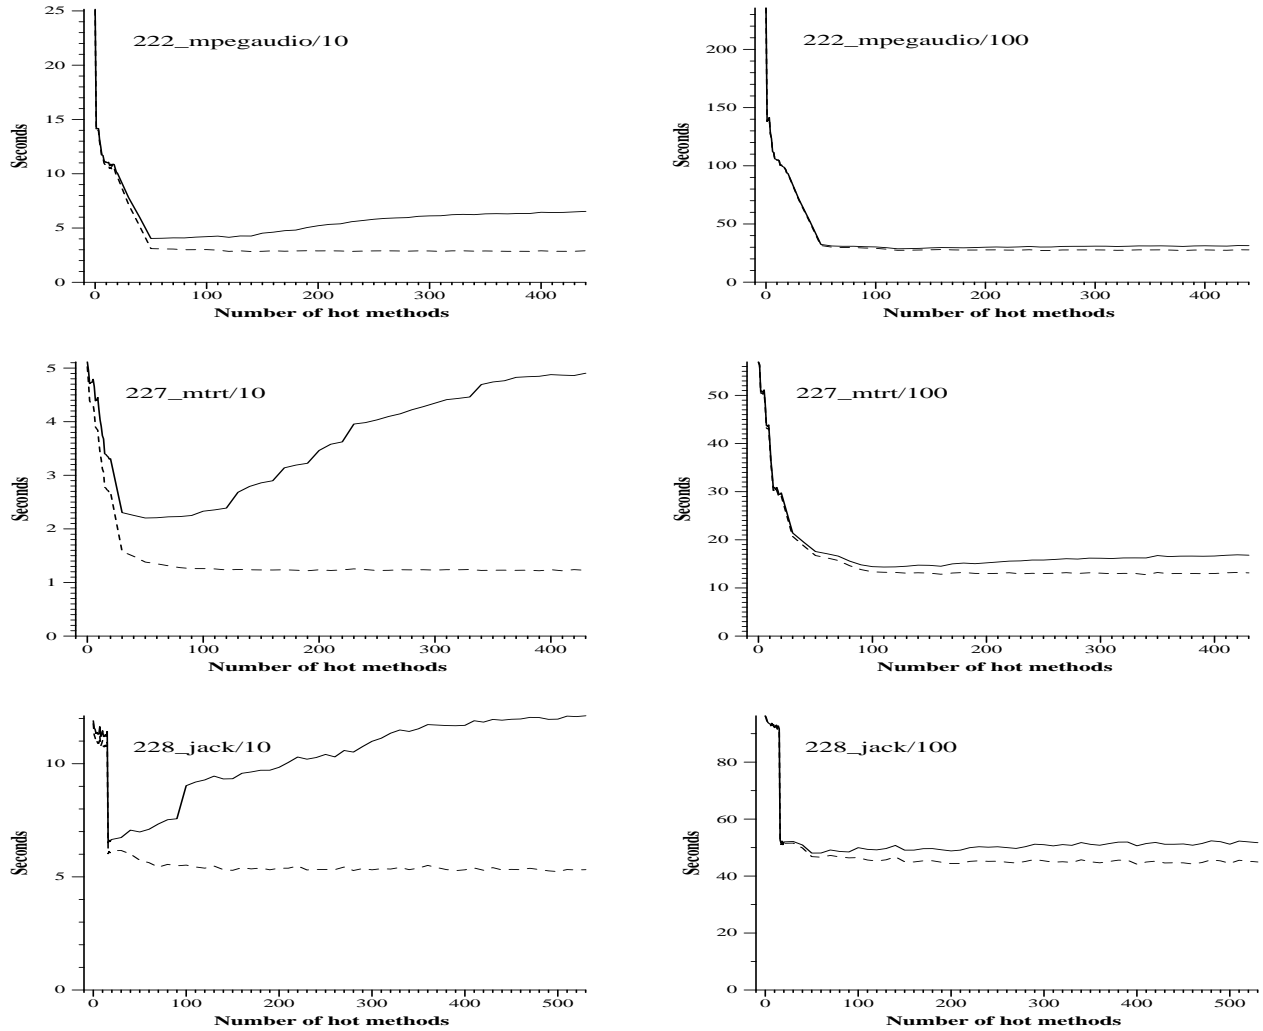 222_mpegaudio/10
25
20
15
10
5
0
Seconds
0 100 200 300 400
Number of hot methods
222_mpegaudio/100
200
150
100
50
0
Seconds
0 100 200 300 400
Number of hot methods
227_mtrt/10
5
4
3
2
1
0
Seconds
0 100 200 300 400
Number of hot methods
227_mtrt/100
50
40
30
20
10
0
Seconds
0 100 200 300 400
Number of hot methods
228_jack/10
10
5
0
Seconds
0 100 200 300 400 500
Number of hot methods
228_jack/100
80
60
40
20
0
Seconds
0 100 200 300 400 500
Number of hot methods